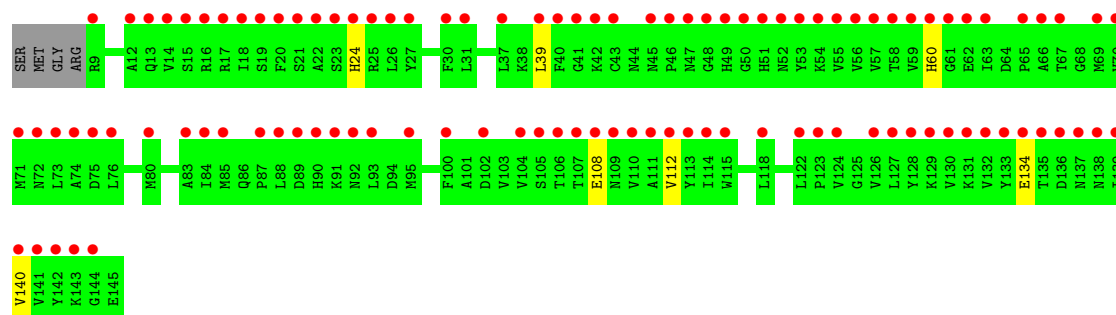 SER MET GLY ARG R9 A12 Q13 V14 S15 R16 R17 I18 S19 F20 S21 A22 S23 H24 R25 L26 Y27 F30 L31 L37 K38 L39 F40 G41 K42 C43 N44 N45 P46 N47 G48 H49 G50 H51 N52 Y53 K54 V55 V56 V57 T58 V59 H60 G61 E62 I63 D64 P65 A66 T67 G68 M69
M71 N72 L73 A74 D75 L76 M80 A83 I84 M85 Q86 P87 L88 D89 H90 K91 N92 L93 D94 M95 F100 A101 D102 V103 V104 S105 T106 T107 E108 N109 V110 A111 V112 Y113 I114 W115 L118 L122 P123 V124 G125 V126 L127 Y128 K129 V130 K131 V132 Y133 E134 T135 D136 N137 N138
V140 V141 Y142 K143 G144 E145